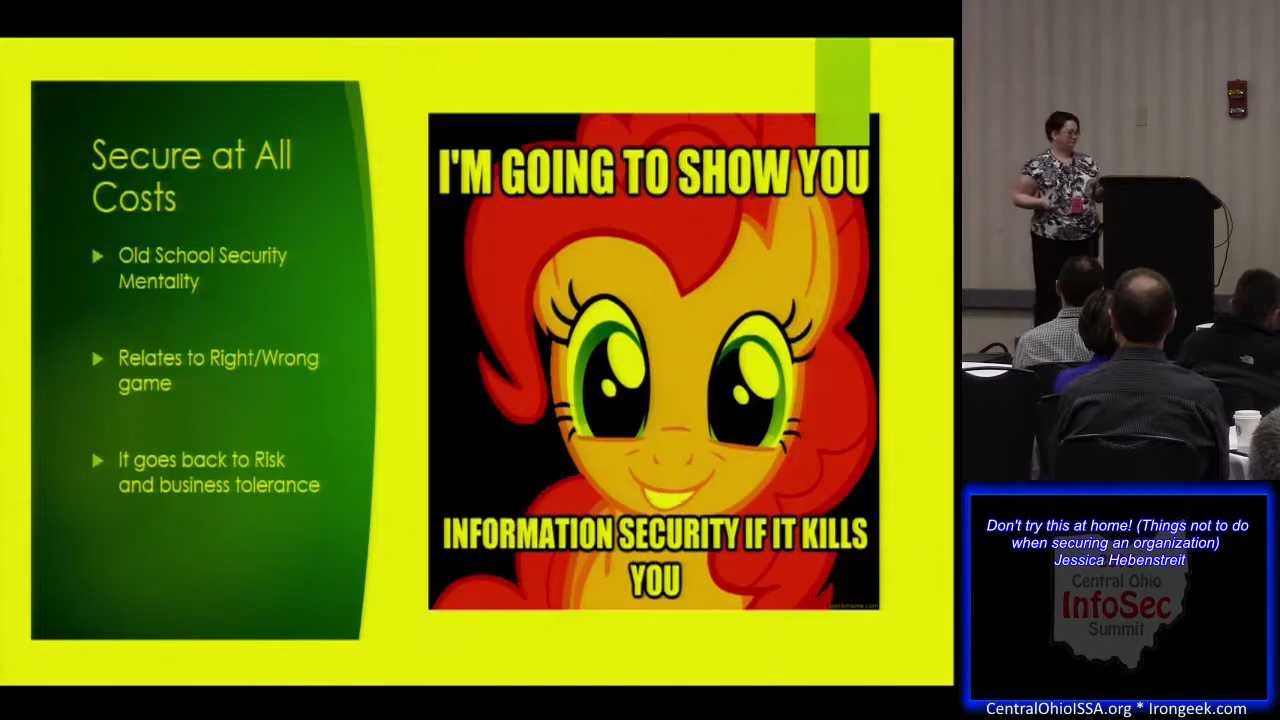 Secure at All
Costs
Old School Security
Mentality
Relates to Right/Wrong
game
It goes back to Risk
and business tolerance
I'M GOING TO SHOW YOU
INFORMATION SECURITY IF IT KILLS
YOU
Don't try this at home! (Things not to do
when securing an organization)
Jessica Hebenstreit
Central Ohio
InfoSec
Summit
CentralOhioISSA.org * Irongeek.com